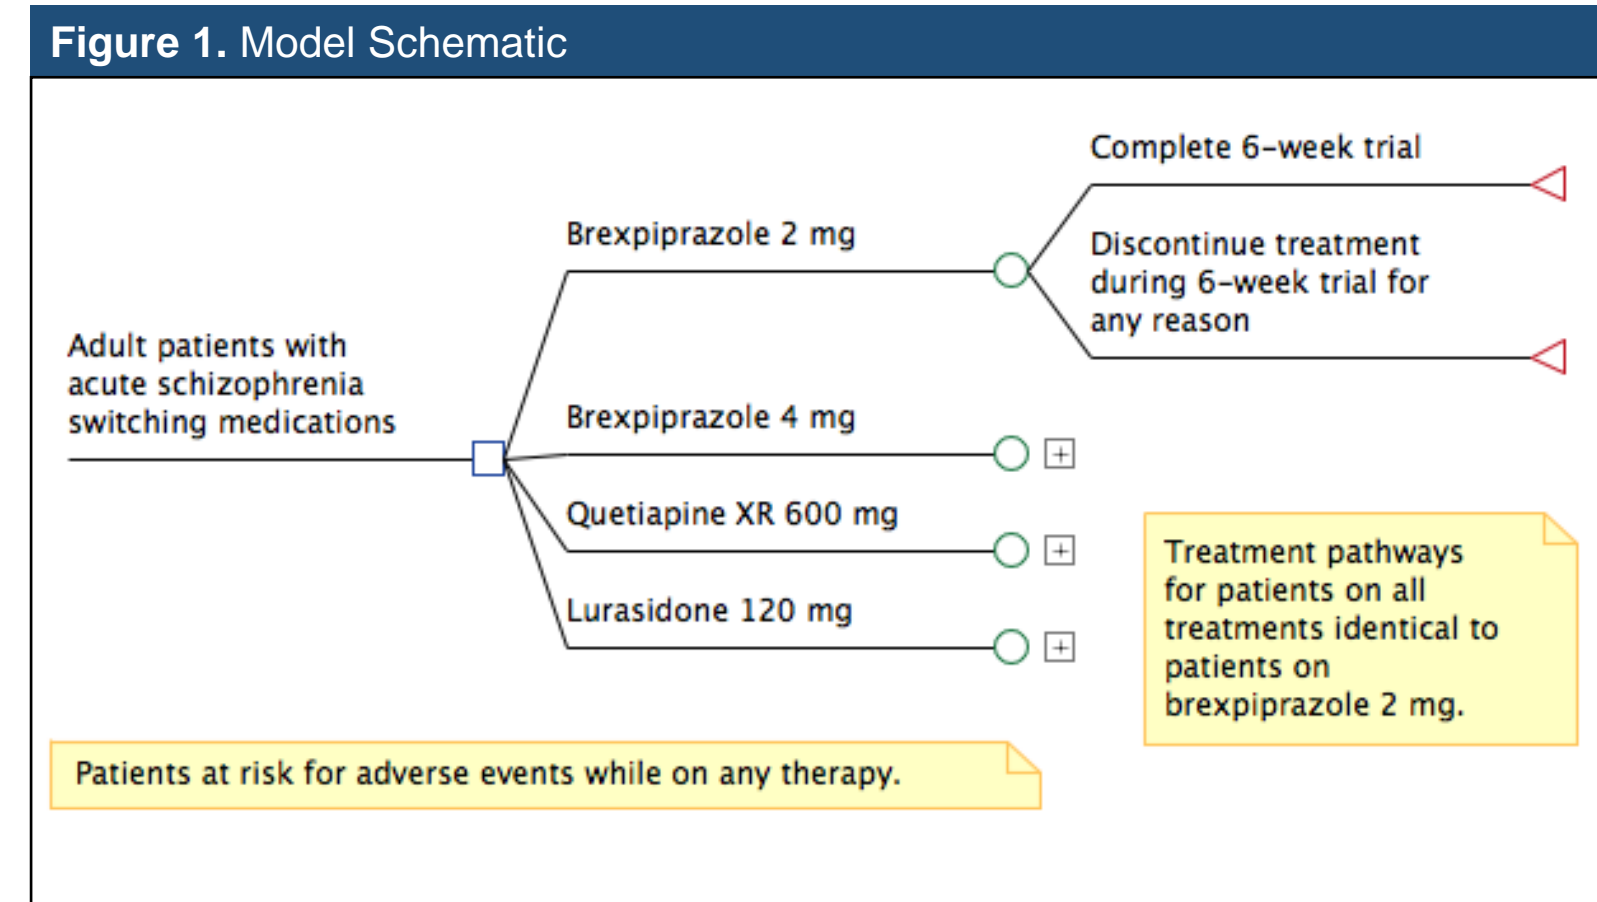 Figure 1. Model Schematic
Complete 6-week trial
Brexpiprazole 2 mg
Discontinue treatment
during 6-week trial for
any reason
Adult patients with
acute schizophrenia
switching medications
Brexpiprazole 4 mg
Quetiapine XR 600 mg
Lurasidone 120 mg
Treatment pathways
for patients on all
treatments identical to
patients on
brexpiprazole 2 mg.
Patients at risk for adverse events while on any therapy.